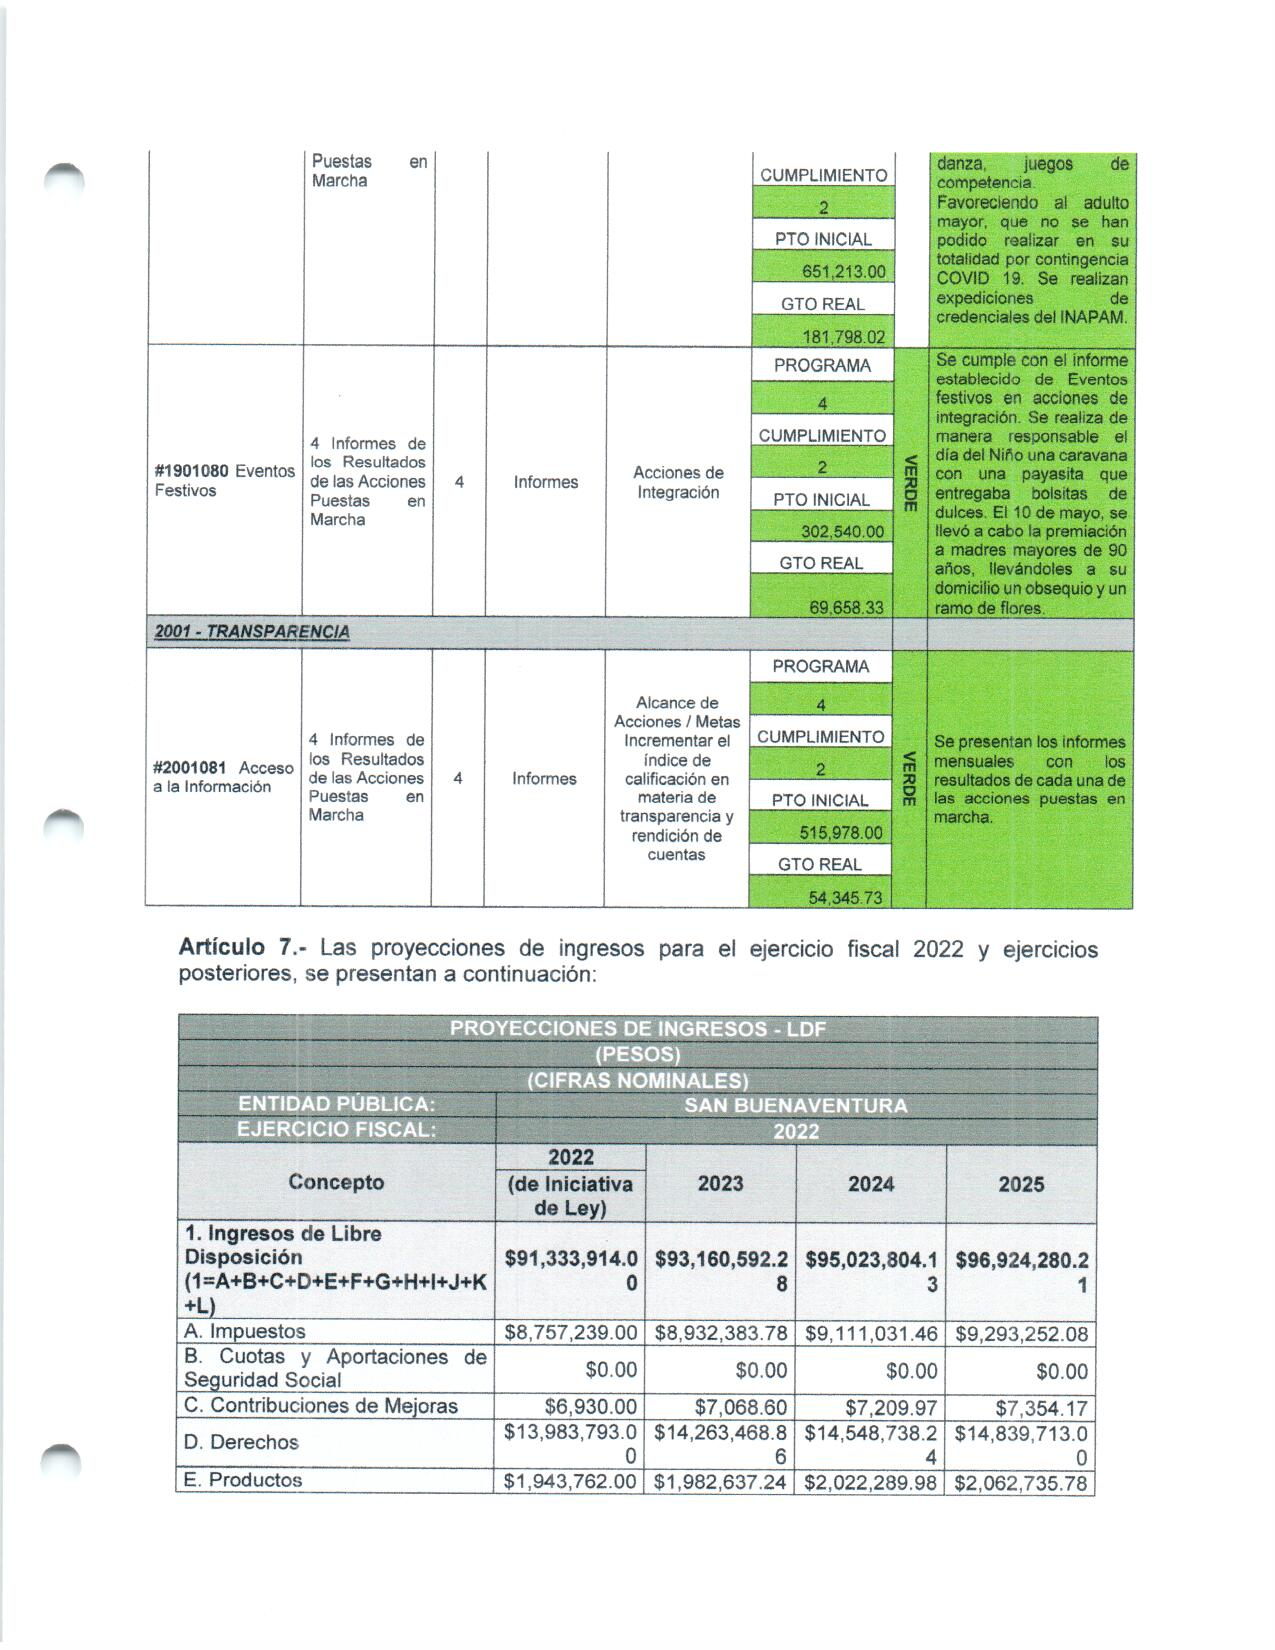 Puestas en
Marcha
CUMPLIMIENTO
2
PTO INICIAL
651,213.00
GTO REAL
181,798.02
danza, juegos de
competencia.
Favoreciendo al adulto
mayor, que no se han
podido realizar en su
totalidad por contingencia
COVID 19. Se realizan
expediciones de
credenciales del INAPAM.
#1901080 Eventos
Festivos
4 Informes de
los Resultados
de las Acciones
Puestas en
Marcha
4
Informes
Acciones de
Integración
PROGRAMA
4
CUMPLIMIENTO
2
PTO INICIAL
302,540.00
GTO REAL
69,658.33
VERDE
Se cumple con el informe
establecido de Eventos
festivos en acciones de
integración. Se realiza de
manera responsable el
día del Niño una caravana
con una payasita que
entregaba bolsitas de
dulces. El 10 de mayo, se
llevó a cabo la premiación
a madres mayores de 90
años, llevándoles a su
domicilio un obsequio y un
ramo de flores.
2001 - TRANSPARENCIA
#2001081 Acceso
a la Información
4 Informes de
los Resultados
de las Acciones
Puestas en
Marcha
4
Informes
Alcance de
Acciones / Metas
Incrementar el
índice de
calificación en
materia de
transparencia y
rendición de
cuentas
PROGRAMA
4
CUMPLIMIENTO
2
PTO INICIAL
515,978.00
GTO REAL
54,345.73
VERDE
Se presentan los informes
mensuales con los
resultados de cada una de
las acciones puestas en
marcha.
Artículo 7.- Las proyecciones de ingresos para el ejercicio fiscal 2022 y ejercicios
posteriores, se presentan a continuación:
PROYECCIONES DE INGRESOS - LDF
(PESOS)
(CIFRAS NOMINALES)
ENTIDAD PÚBLICA: SAN BUENAVENTURA
EJERCICIO FISCAL: 2022
Concepto
2022
(de Iniciativa
de Ley)
2023
2024
2025
1. Ingresos de Libre
Disposición
(1=A+B+C+D+E+F+G+H+I+J+K
+L)
$91,333,914.0
0
$93,160,592.2
8
$95,023,804.1
3
$96,924,280.2
1
A. Impuestos $8,757,239.00 $8,932,383.78 $9,111,031.46 $9,293,252.08
B. Cuotas y Aportaciones de
Seguridad Social
$0.00 $0.00 $0.00 $0.00
C. Contribuciones de Mejoras $6,930.00 $7,068.60 $7,209.97 $7,354.17
D. Derechos
$13,983,793.0
0
$14,263,468.8
6
$14,548,738.2
4
$14,839,713.0
0
E. Productos $1,943,762.00 $1,982,637.24 $2,022,289.98 $2,062,735.78